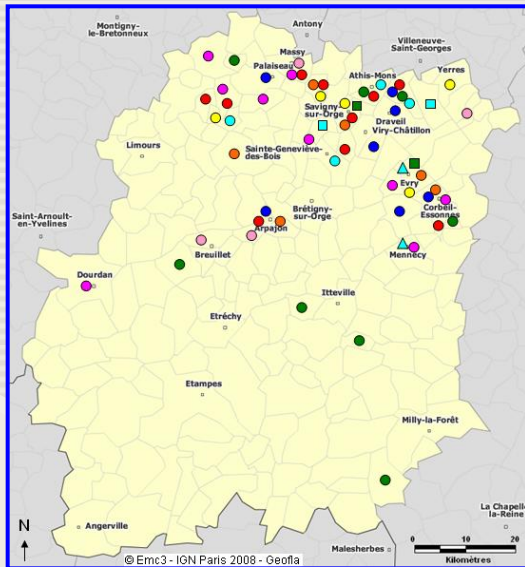 Montigny-
le-Bretonneux
Antony
Villeneuve-
Saint-Georges
Massy
Palaiseau
Athis-Mons
Yerres
Savigny-
sur-Orge
Draveil
Viry-Châtillon
Limours
Sainte-Geneviève-
des-Bois
Evry
Saint-Arnoult-
en-Yvelines
Brétigny-
sur-Orge
Corbeil-
Essonnes
Arpajon
Breuillet
Mennecy
Dourdan
Itteville
Etréchy
Etampes
Milly-la-Forêt
La Chapelle
la-Reine
N
Angerville
Malesherbes
0 10 20
Kilomètres
© Emc3 - IGN Paris 2008 - Geofla